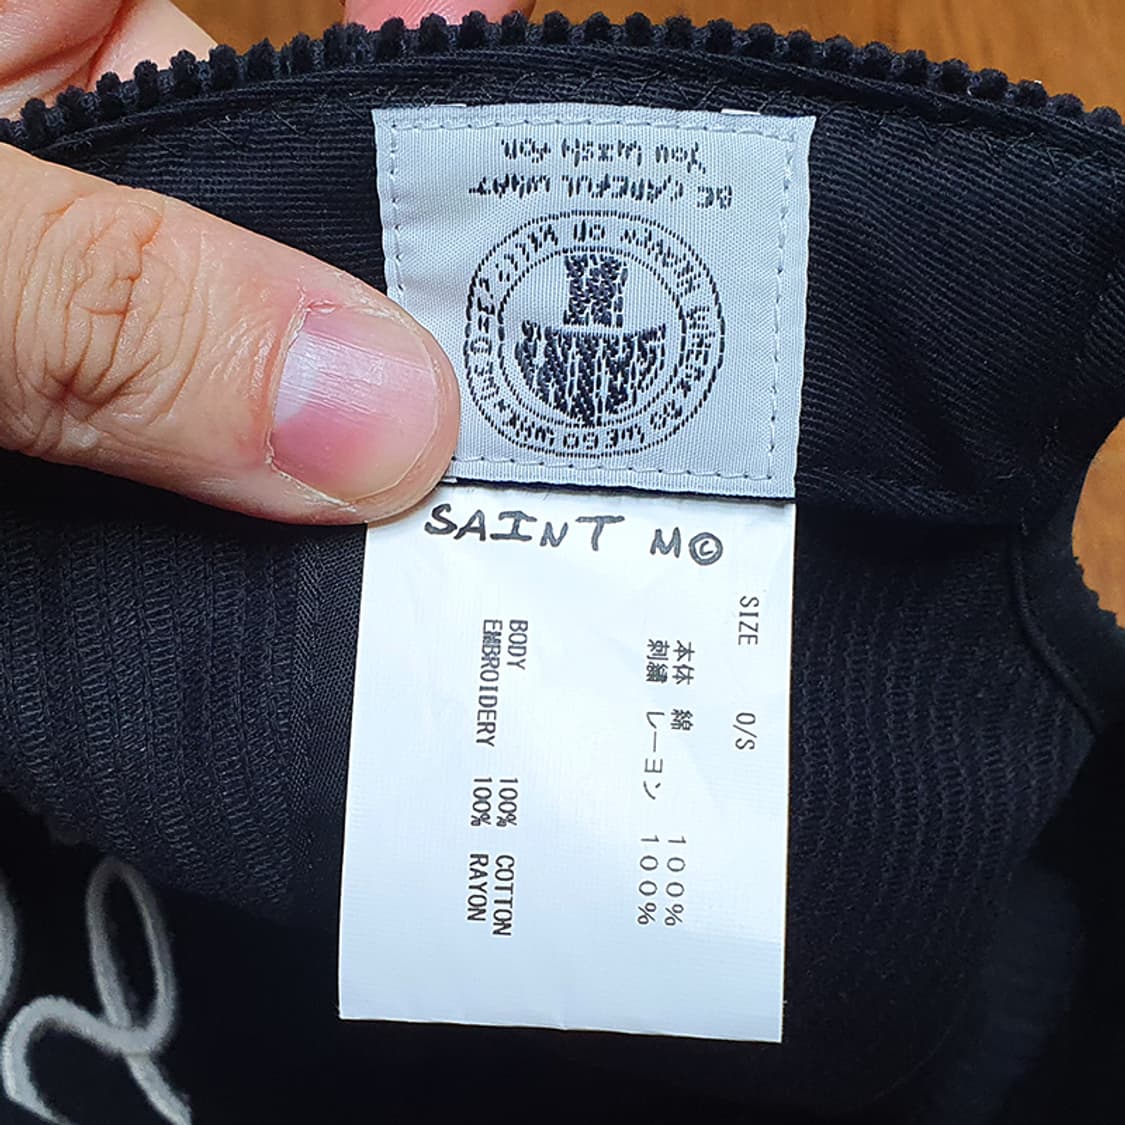 BE CAREFUL WHAT
YOU WISH FOR
SAINT M©
SIZE O/S
本体 綿 100%
刺繍 レーヨン 100%
BODY 100% COTTON
EMBROIDERY 100% RAYON